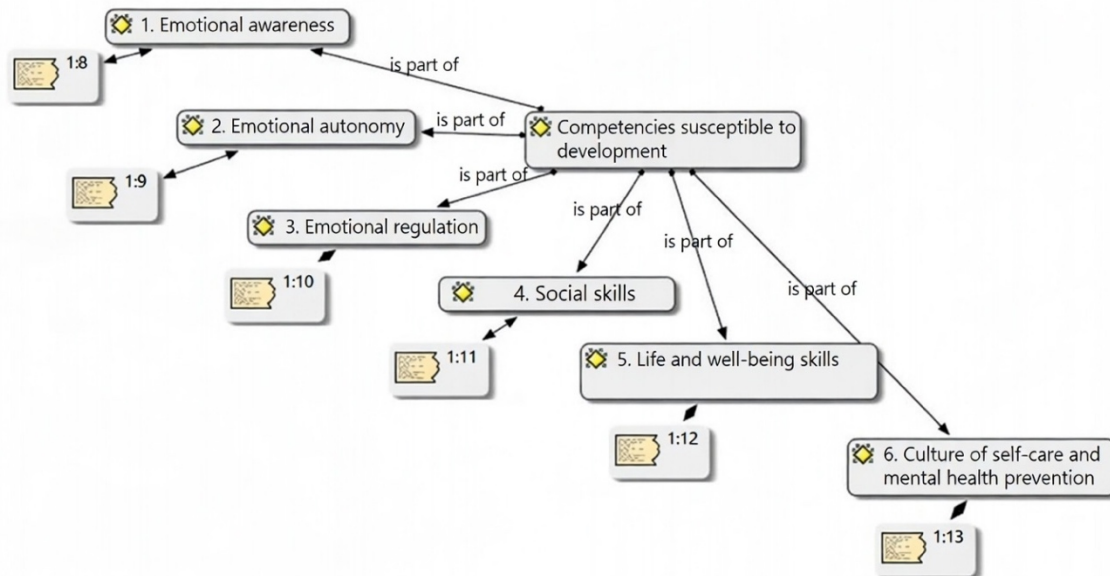 1. Emotional awareness
1:8
is part of
2. Emotional autonomy
is part of
Competencies susceptible to
development
1:9
is part of
3. Emotional regulation
is part of
is part of
1:10
4. Social skills
is part of
1:11
5. Life and well-being skills
1:12
6. Culture of self-care and
mental health prevention
1:13